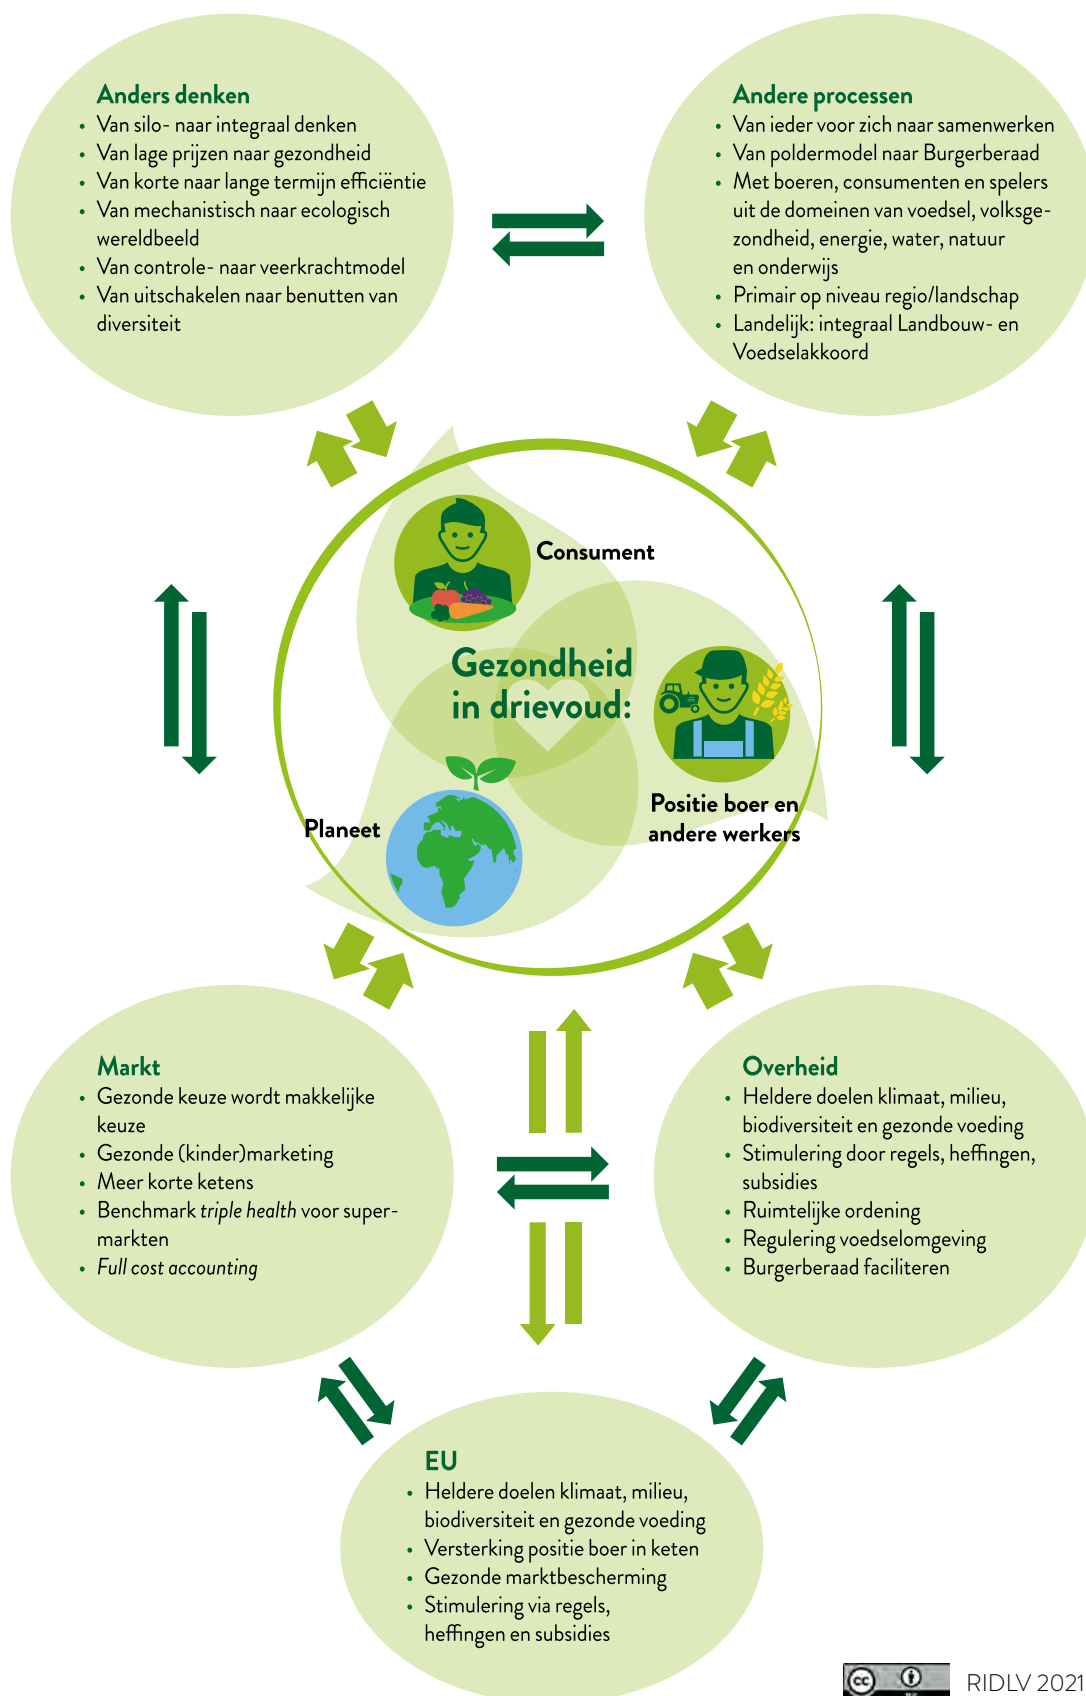 Anders denken
• Van silo- naar integraal denken
• Van lage prijzen naar gezondheid
• Van korte naar lange termijn efficiëntie
• Van mechanistisch naar ecologisch
wereldbeeld
• Van controle- naar veerkrachtmodel
• Van uitschakelen naar benutten van
diversiteit
Andere processen
• Van ieder voor zich naar samenwerken
• Van poldermodel naar Burgerberaad
• Met boeren, consumenten en spelers
uit de domeinen van voedsel, volksge-
zondheid, energie, water, natuur
en onderwijs
• Primair op niveau regio/landschap
• Landelijk: integraal Landbouw- en
Voedselakkoord
Consument
Gezondheid
in drievoud:
Positie boer en
andere werkers
Planeet
Markt
• Gezonde keuze wordt makkelijke
keuze
• Gezonde (kinder)marketing
• Meer korte ketens
• Benchmark triple health voor super-
markten
• Full cost accounting
Overheid
• Heldere doelen klimaat, milieu,
biodiversiteit en gezonde voeding
• Stimulering door regels, heffingen,
subsidies
• Ruimtelijke ordening
• Regulering voedselomgeving
• Burgerberaad faciliteren
EU
• Heldere doelen klimaat, milieu,
biodiversiteit en gezonde voeding
• Versterking positie boer in keten
• Gezonde marktbescherming
• Stimulering via regels,
heffingen en subsidies
cc
RIDLV 2021